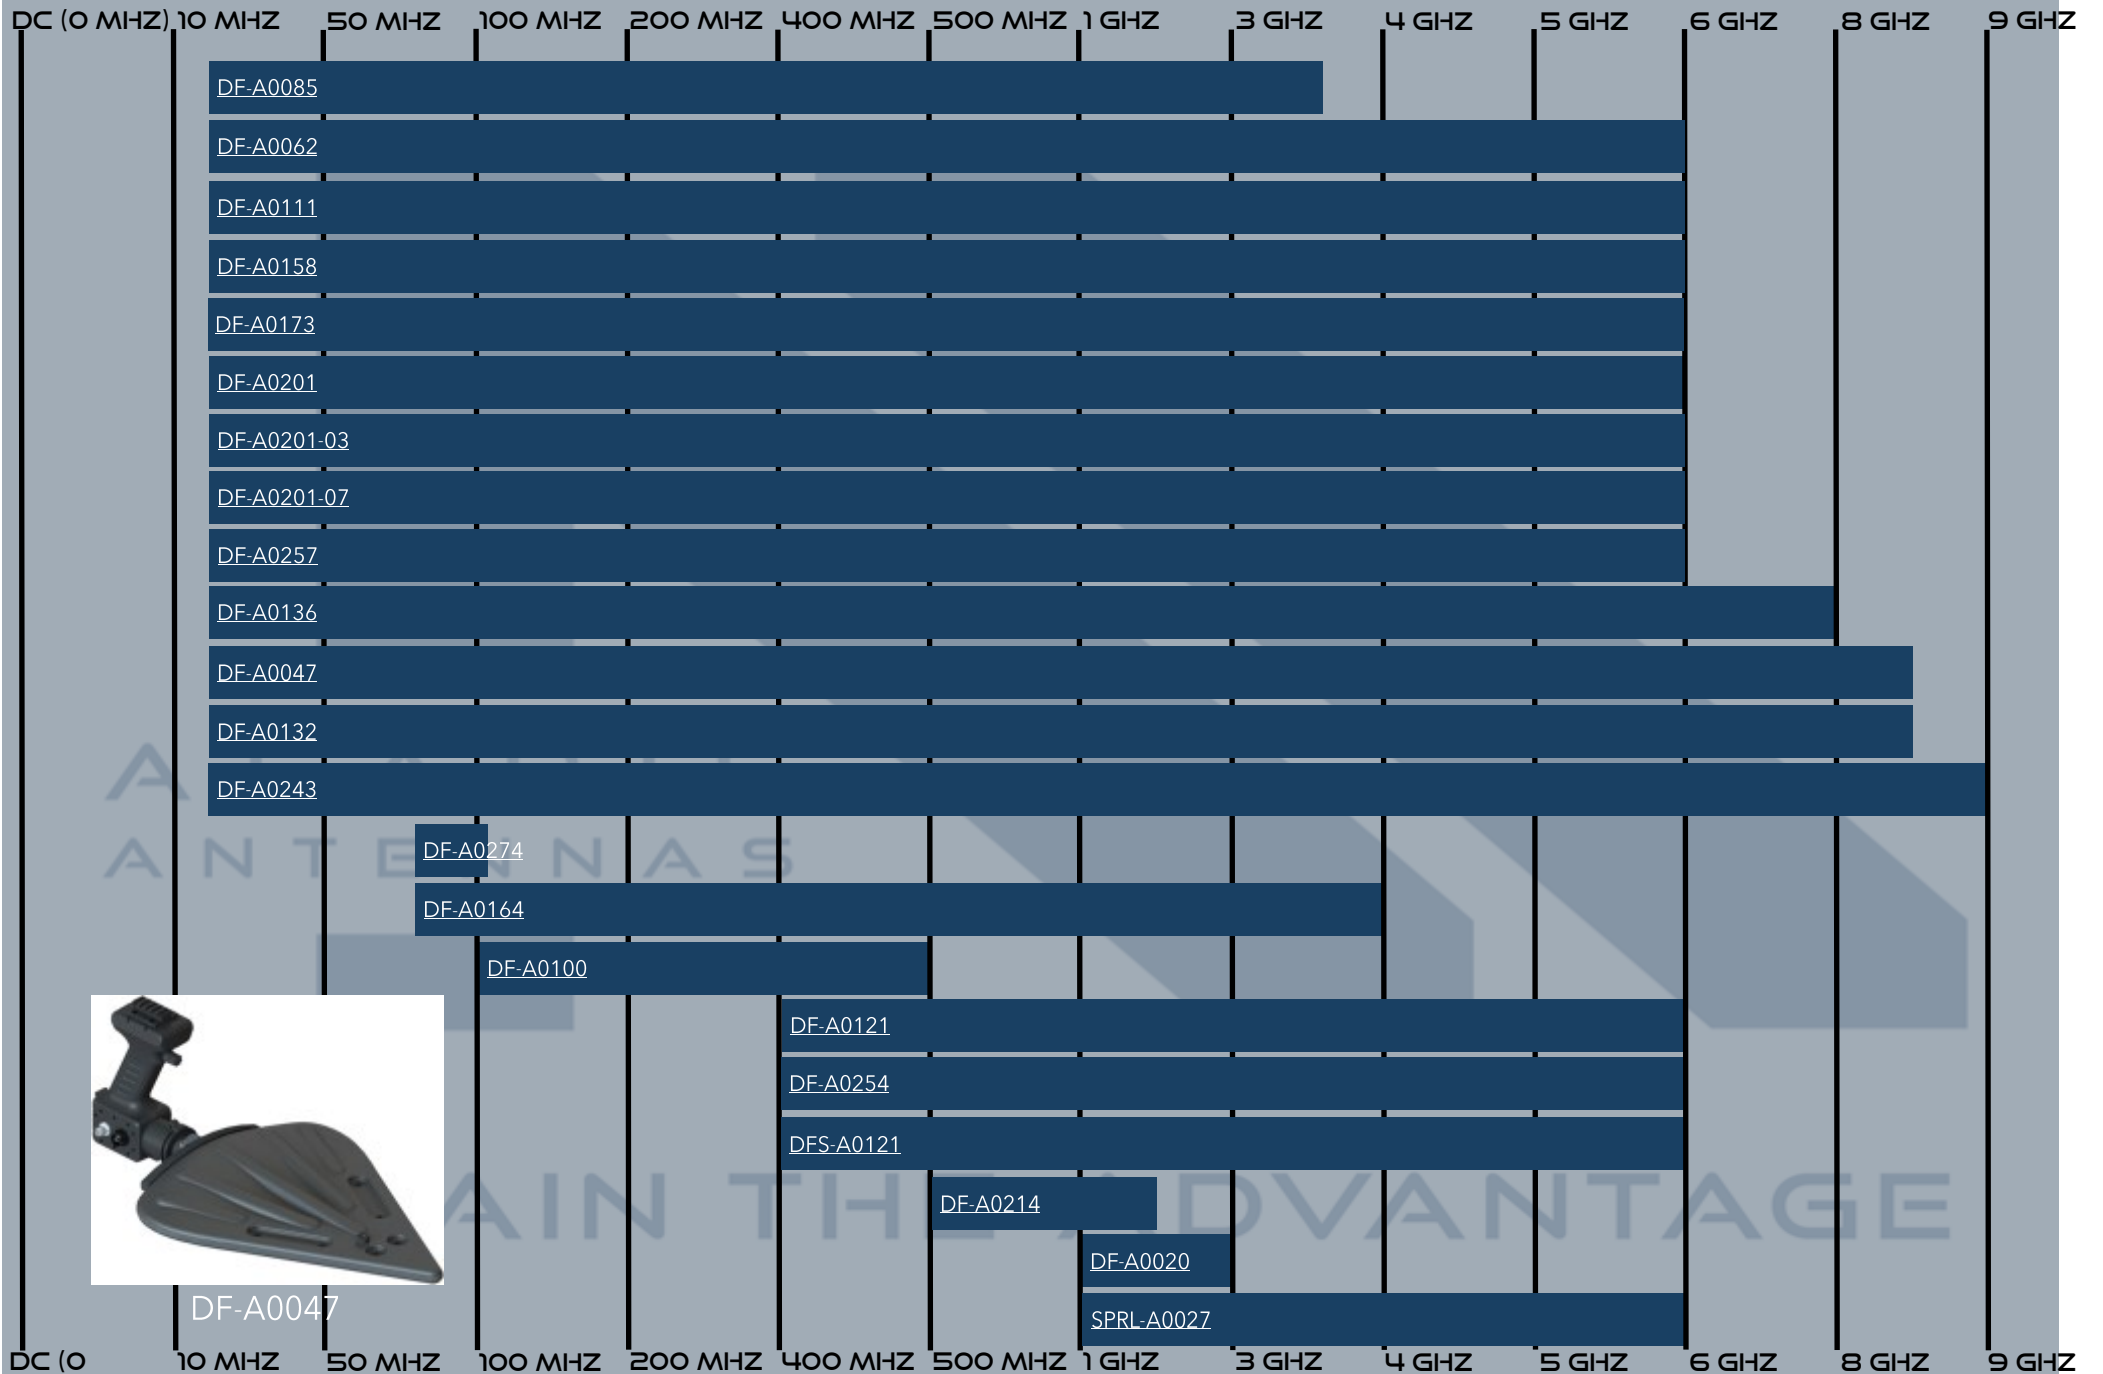 DC (0 MHZ) 10 MHZ 50 MHZ 100 MHZ 200 MHZ 400 MHZ 500 MHZ 1 GHZ 3 GHZ 4 GHZ 5 GHZ 6 GHZ 8 GHZ 9 GHZ
DF-A0085
DF-A0062
DF-A0111
DF-A0158
DF-A0173
DF-A0201
DF-A0201-03
DF-A0201-07
DF-A0257
DF-A0136
DF-A0047
DF-A0132
DF-A0243
DF-A0274
ANTENNAS
DF-A0164
DF-A0100
DF-A0121
DF-A0254
DFS-A0121
DF-A0214
THE ADVANTAGE
DF-A0020
DF-A0047
SPRL-A0027
DC (0 10 MHZ 50 MHZ 100 MHZ 200 MHZ 400 MHZ 500 MHZ 1 GHZ 3 GHZ 4 GHZ 5 GHZ 6 GHZ 8 GHZ 9 GHZ